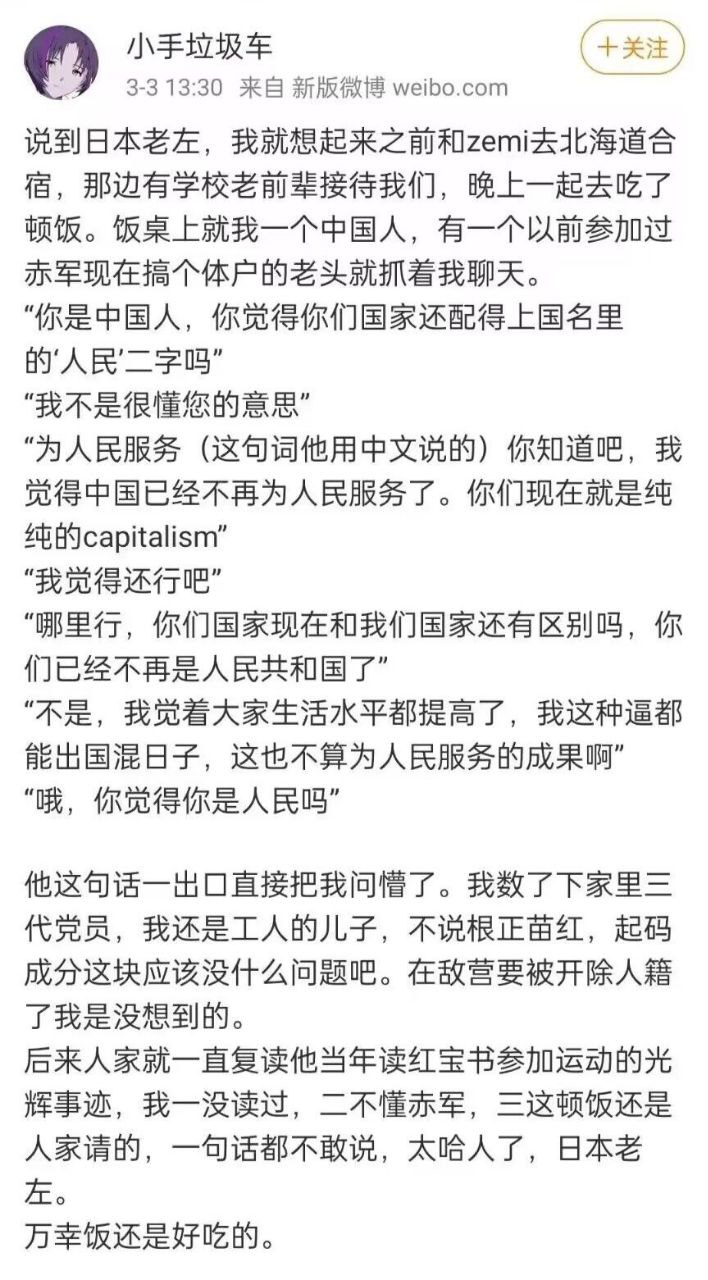 小手垃圾车
+关注
3-3 13:30 来自 新版微博 weibo.com
说到日本老左，我就想起来之前和zemi去北海道合
宿，那边有学校老前辈接待我们，晚上一起去吃了
顿饭。饭桌上就我一个中国人，有一个以前参加过
赤军现在搞个体户的老头就抓着我聊天。
“你是中国人，你觉得你们国家还配得上国名里
的‘人民’二字吗”
“我不是很懂您的意思”
“为人民服务（这句词他用中文说的）你知道吧，我
觉得中国已经不再为人民服务了。你们现在就是纯
纯的capitalism”
“我觉得还行吧”
“哪里行，你们国家现在和我们国家还有区别吗，你
们已经不再是人民共和国了”
“不是，我觉着大家生活水平都提高了，我这种逼都
能出国混日子，这也不算为人民服务的成果啊”
“哦，你觉得你是人民吗”
他这句话一出口直接把我问懵了。我数了下家里三
代党员，我还是工人的儿子，不说根正苗红，起码
成分这块应该没什么问题吧。在敌营要被开除人籍
了我是没想到的。
后来人家就一直复读他当年读红宝书参加运动的光
辉事迹，我一没读过，二不懂赤军，三这顿饭还是
人家请的，一句话都不敢说，太哈人了，日本老
左。
万幸饭还是好吃的。